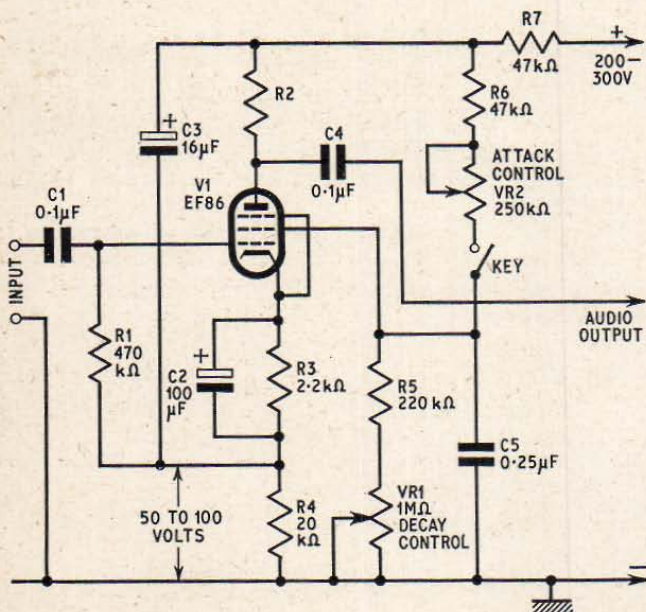 R7
47kΩ
+
200–
300V
R2
R6
47kΩ
+
C3
16μF
C4
0·1μF
ATTACK
CONTROL
VR2
250kΩ
V1
EF86
C1
0·1μF
KEY
INPUT
AUDIO
OUTPUT
R1
470
kΩ
+
C2
100
μF
R3
2·2kΩ
R5
220 kΩ
C5
0·25μF
50 TO 100
VOLTS
R4
20
kΩ
VR1
1MΩ
DECAY
CONTROL
–